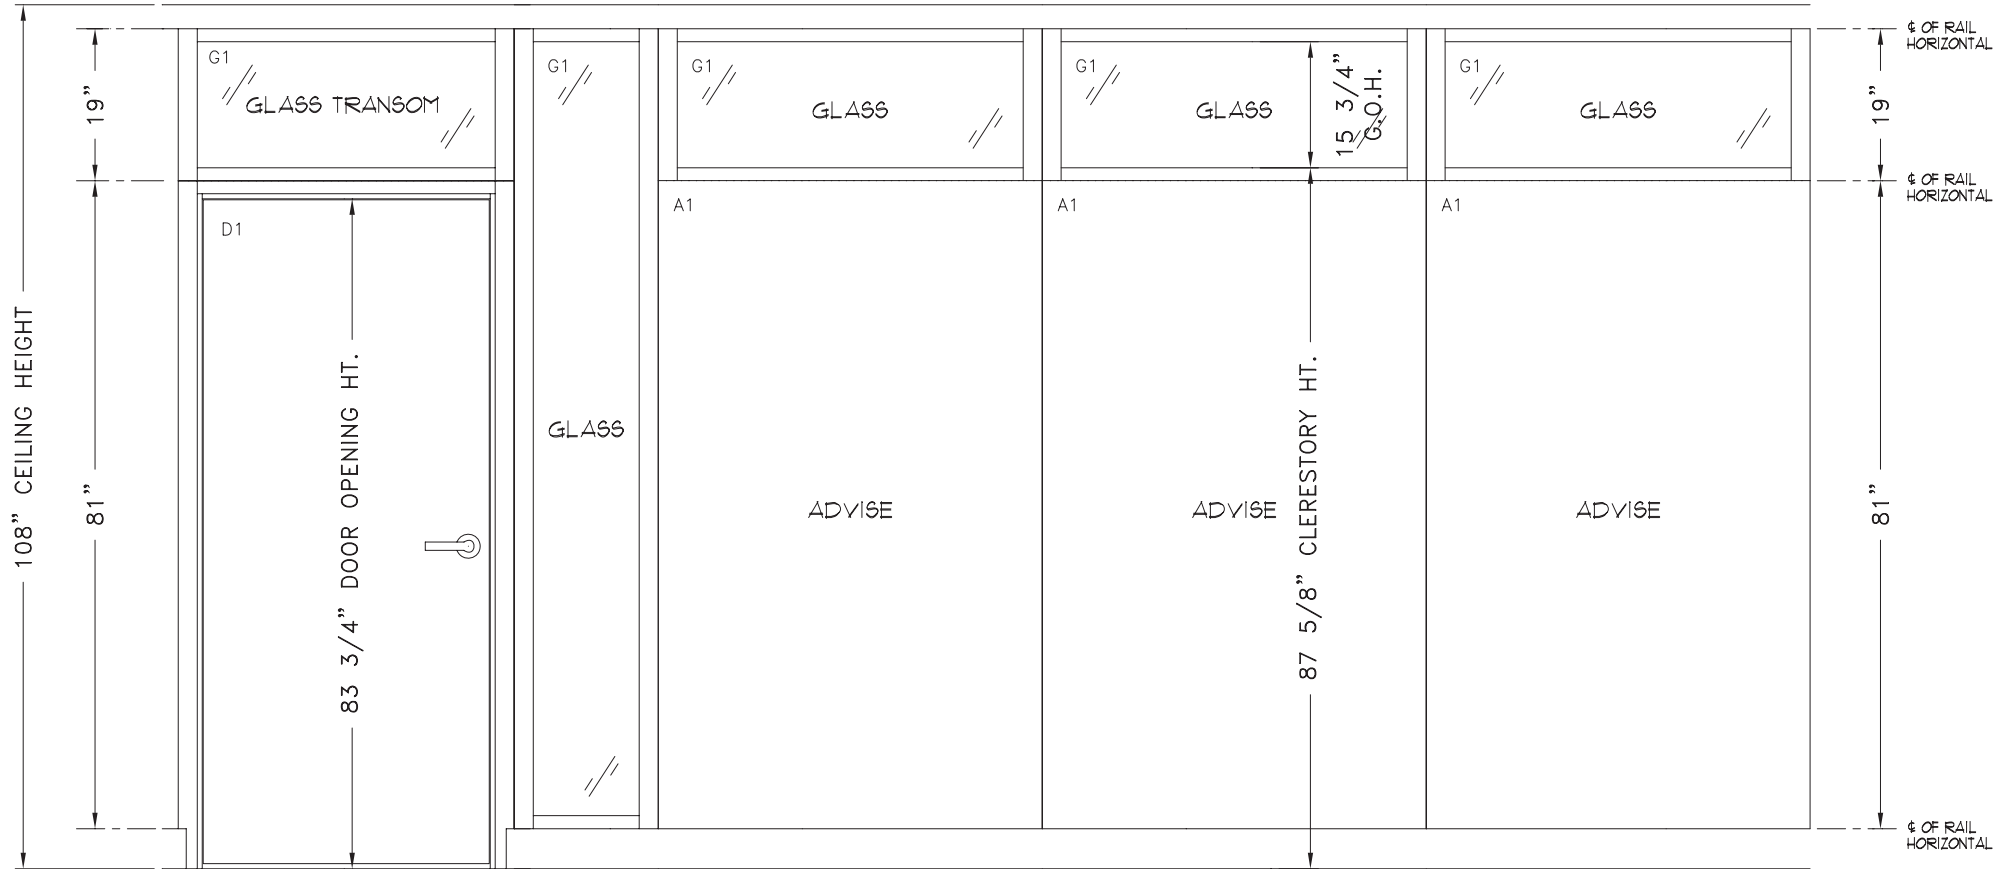 ℄ OF RAIL
HORIZONTAL
G1
GLASS TRANSOM
G1
G1
GLASS
G1
GLASS
15 3/4”
G.O.H.
G1
GLASS
19”
19”
℄ OF RAIL
HORIZONTAL
D1
A1
A1
A1
108” CEILING HEIGHT
81”
83 3/4” DOOR OPENING HT.
GLASS
ADVISE
ADVISE
87 5/8” CLERESTORY HT.
ADVISE
81”
℄ OF RAIL
HORIZONTAL